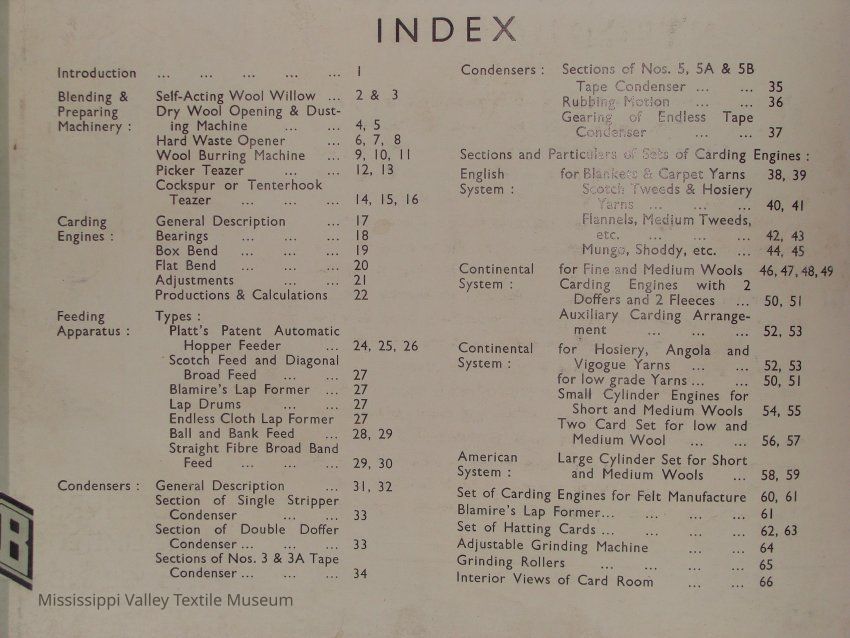 INDEX
Introduction ... ... ... ... ... 1
Blending & Self-Acting Wool Willow ... 2 & 3
Preparing Dry Wool Opening & Dust-
Machinery : ing Machine ... ... 4, 5
Hard Waste Opener ... 6, 7, 8
Wool Burring Machine ... 9, 10, 11
Picker Teazer ... ... 12, 13
Cockspur or Tenterhook
Teazer ... ... ... 14, 15, 16
Carding General Description ... 17
Engines : Bearings ... ... ... 18
Box Bend ... ... ... 19
Flat Bend ... ... ... 20
Adjustments ... ... 21
Productions & Calculations 22
Feeding Types :
Apparatus : Platt's Patent Automatic
Hopper Feeder ... 24, 25, 26
Scotch Feed and Diagonal
Broad Feed ... ... 27
Blamire's Lap Former ... 27
Lap Drums ... ... 27
Endless Cloth Lap Former 27
Ball and Bank Feed ... 28, 29
Straight Fibre Broad Band
Feed ... ... ... 29, 30
Condensers : General Description ... 31, 32
Section of Single Stripper
Condenser ... ... 33
Section of Double Doffer
Condenser ... ... ... 33
Sections of Nos. 3 & 3A Tape
Condenser ... ... ... 34
Condensers : Sections of Nos. 5, 5A & 5B
Tape Condenser ... ... 35
Rubbing Motion ... ... 36
Gearing of Endless Tape
Condenser ... ... 37
Sections and Particulars of Sets of Carding Engines :
English for Blankets & Carpet Yarns 38, 39
System : Scotch Tweeds & Hosiery
Yarns ... ... ... 40, 41
Flannels, Medium Tweeds,
etc. ... ... ... 42, 43
Mungo, Shoddy, etc. ... 44, 45
Continental for Fine and Medium Wools 46, 47, 48, 49
System : Carding Engines with 2
Doffers and 2 Fleeces ... 50, 51
Auxiliary Carding Arrange-
ment ... ... ... 52, 53
Continental for Hosiery, Angola and
System : Vigogue Yarns ... ... 52, 53
for low grade Yarns ... ... 50, 51
Small Cylinder Engines for
Short and Medium Wools 54, 55
Two Card Set for low and
Medium Wool ... ... 56, 57
American Large Cylinder Set for Short
System : and Medium Wools ... 58, 59
Set of Carding Engines for Felt Manufacture 60, 61
Blamire's Lap Former... ... ... ... 61
Set of Hatting Cards ... ... ... ... 62, 63
Adjustable Grinding Machine ... ... 64
Grinding Rollers ... ... ... ... 65
Interior Views of Card Room ... ... 66
B
Mississippi Valley Textile Museum